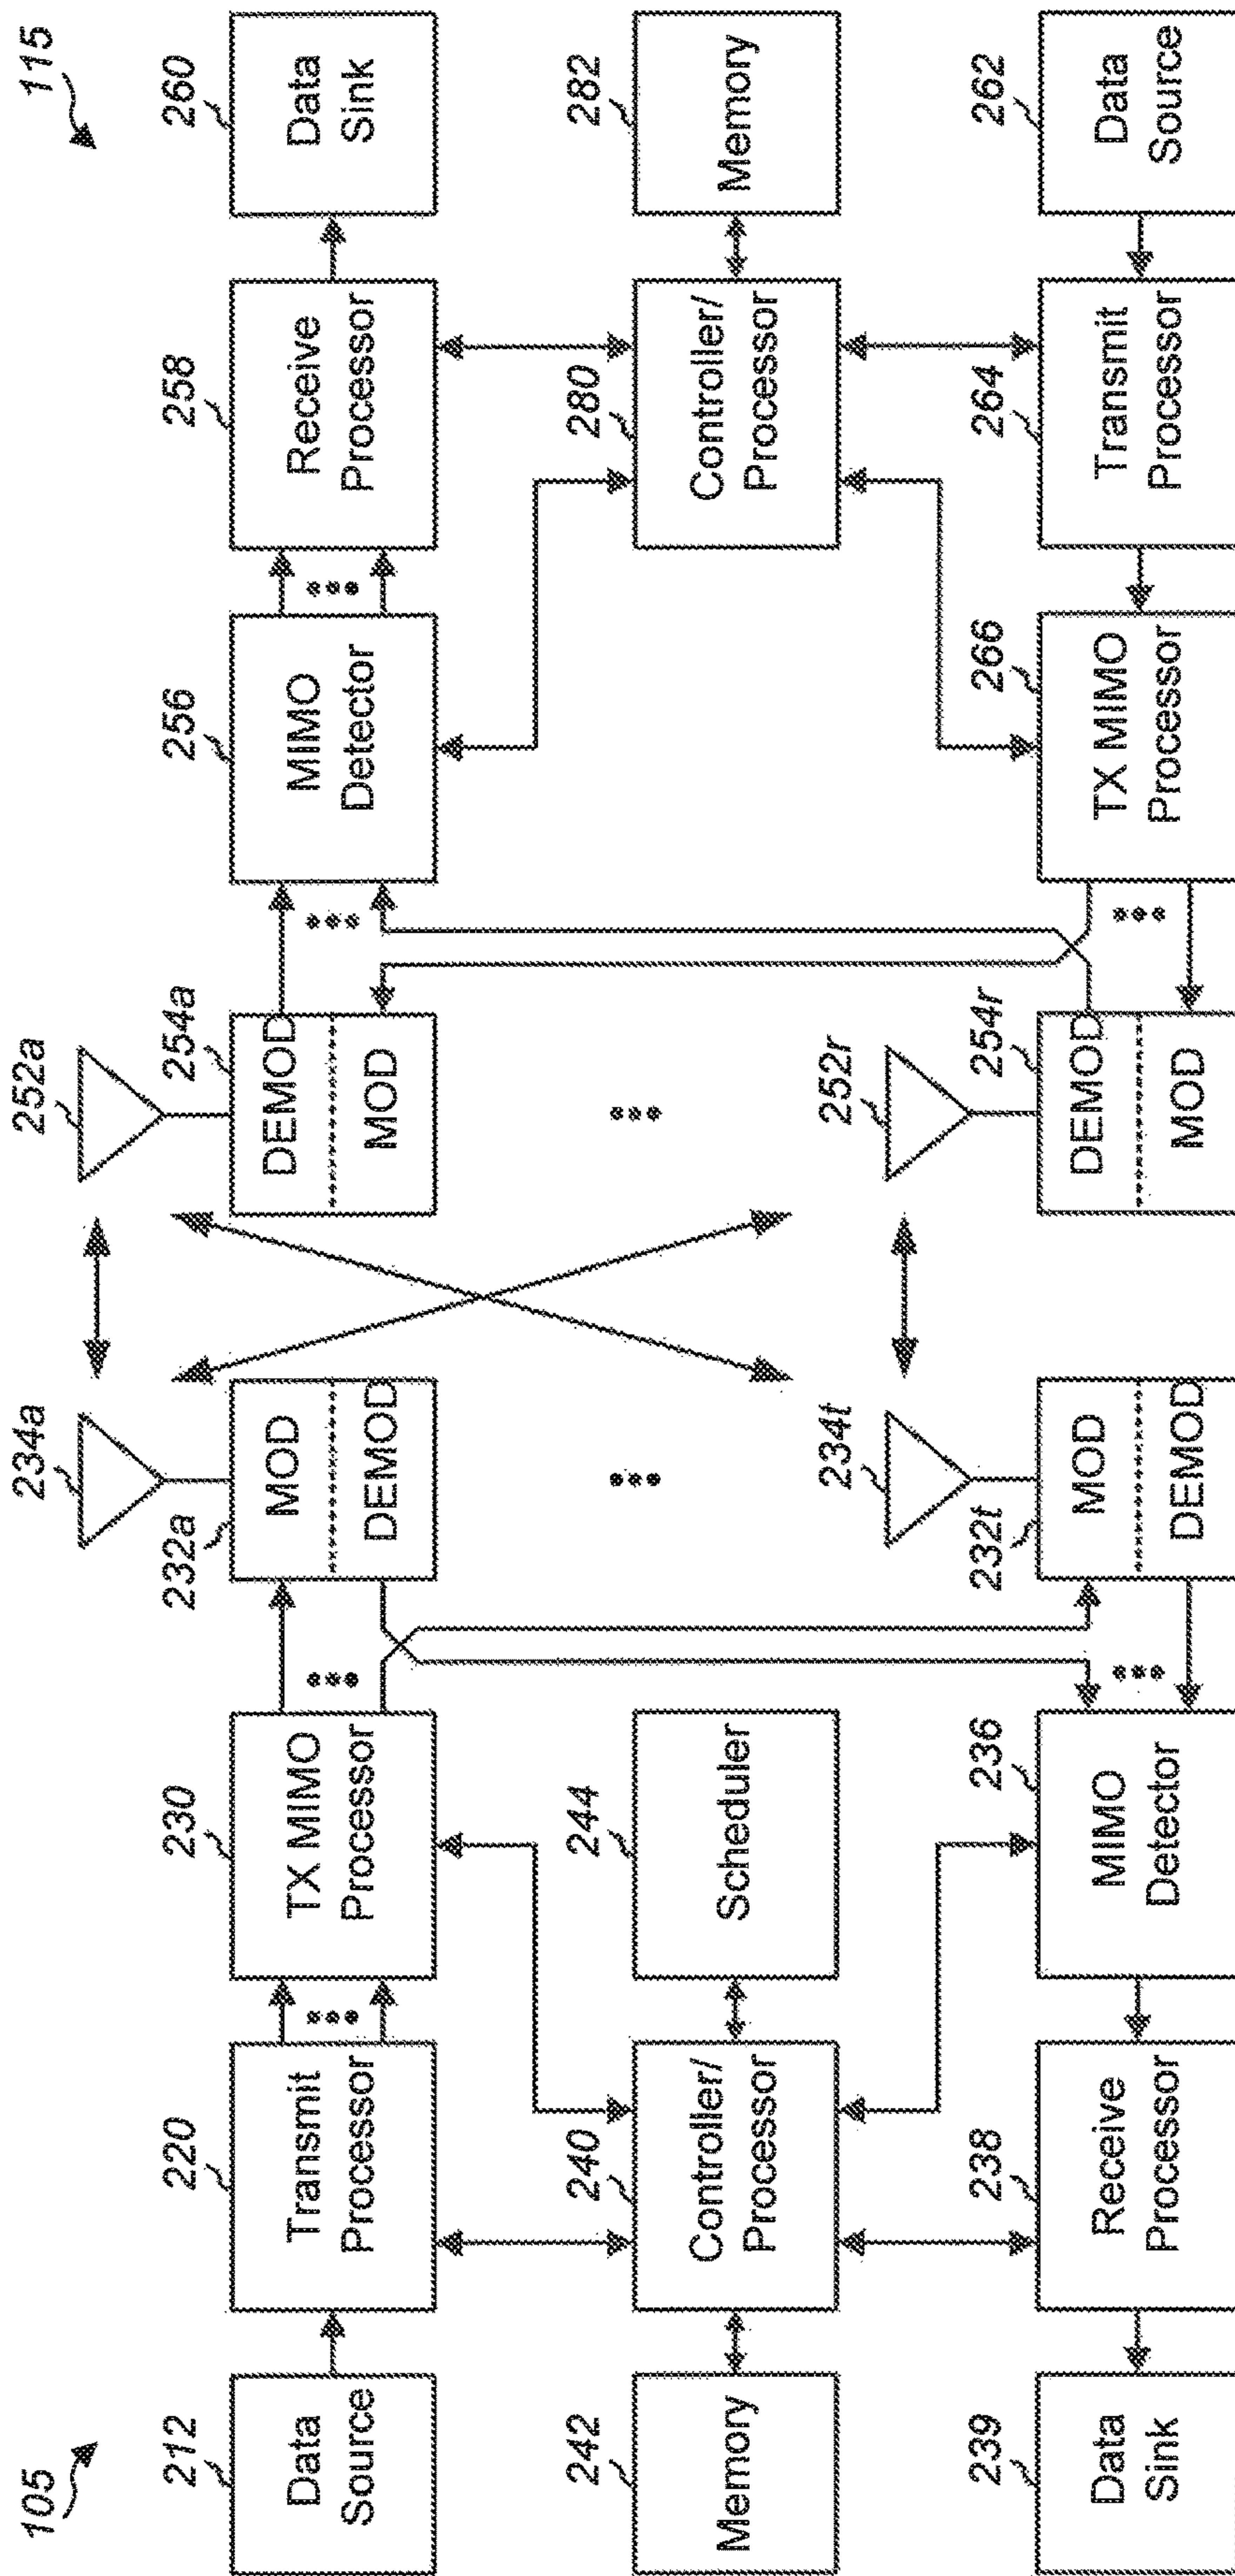 105
212
Data
Source
220
Transmit
Processor
230
TX MIMO
Processor
232a
MOD
DEMOD
234a
252a
254a
DEMOD
MOD
256
MIMO
Detector
258
Receive
Processor
260
Data
Sink
115
242
Memory
240
Controller/
Processor
244
Scheduler
280
Controller/
Processor
282
Memory
239
Data
Sink
238
Receive
Processor
236
MIMO
Detector
232t
MOD
DEMOD
234t
252r
254r
DEMOD
MOD
266
TX MIMO
Processor
264
Transmit
Processor
262
Data
Source